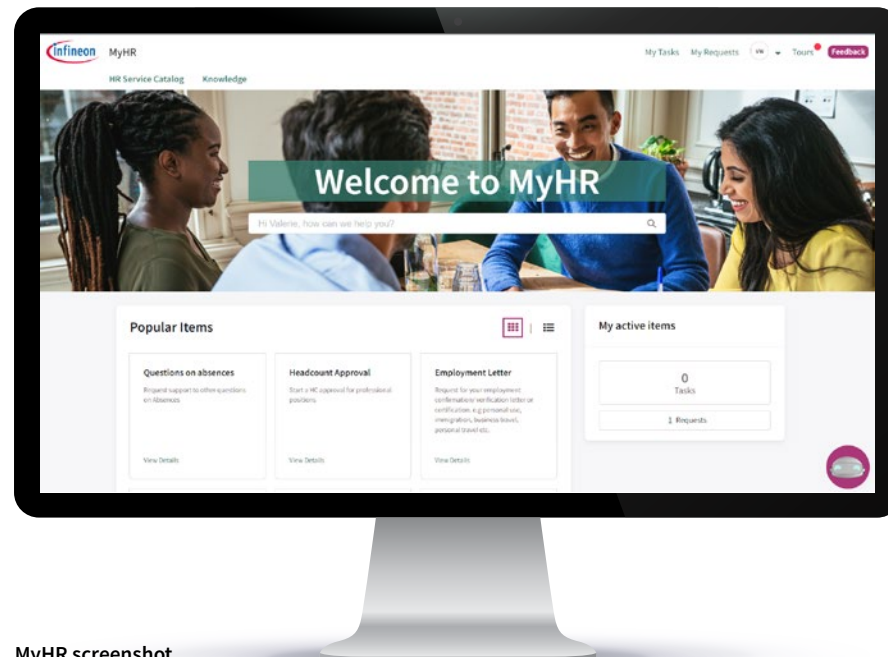 infineon MyHR
My Tasks My Requests VW Tours Feedback
HR Service Catalog Knowledge
Welcome to MyHR
Hi Valerie, how can we help you?
Popular Items
Questions on absences
Request support to other questions
on Absences
View Details
Headcount Approval
Start a HC approval for professional
positions
View Details
Employment Letter
Request for your employment
confirmation/verification letter or
certification. e.g personal use,
immigration, business travel,
personal travel etc.
View Details
My active items
0
Tasks
1 Requests
MyHR screenshot